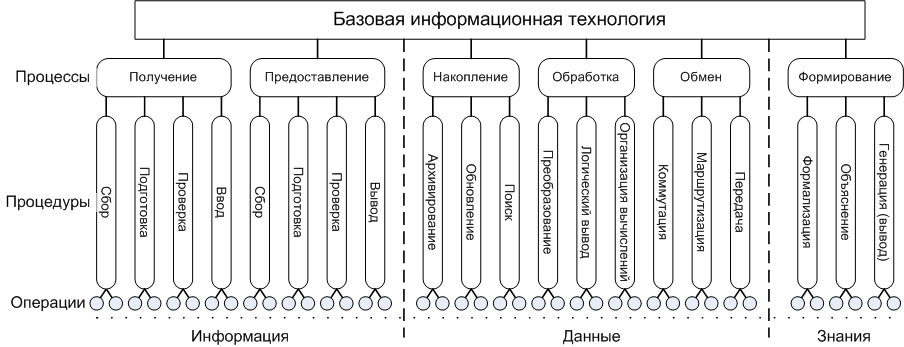 Базовая информационная технология
Процессы
Получение
Предоставление
Накопление
Обработка
Обмен
Формирование
Процедуры
Сбор
Подготовка
Проверка
Ввод
Сбор
Подготовка
Проверка
Вывод
Архивирование
Обновление
Поиск
Преобразование
Логический вывод
Организация вычислений
Коммутация
Маршрутизация
Передача
Формализация
Объяснение
Генерация (вывод)
Операции
Информация
Данные
Знания